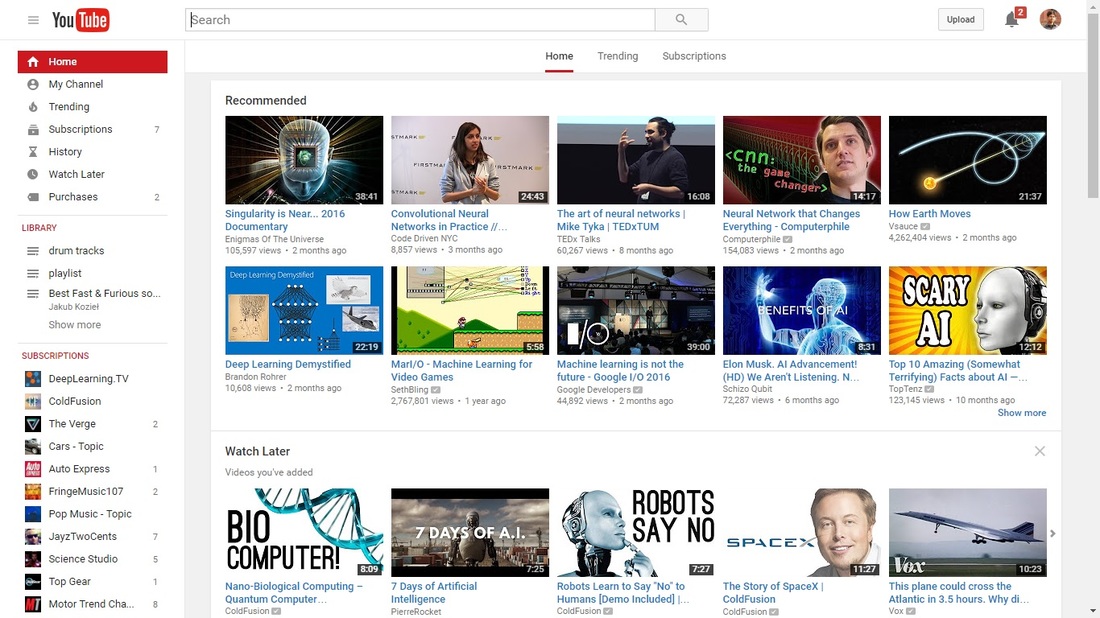 YouTube
Search
Upload
2
Home
My Channel
Trending
Subscriptions 7
History
Watch Later
Purchases 2
LIBRARY
drum tracks
playlist
Best Fast & Furious so...
Jakub Kozieł
Show more
SUBSCRIPTIONS
DeepLearning.TV
ColdFusion
The Verge 2
Cars - Topic
Auto Express 1
FringeMusic107 2
Pop Music - Topic
JayzTwoCents 7
Science Studio 5
Top Gear 1
Motor Trend Cha... 8
Home Trending Subscriptions
Recommended
38:41
Singularity is Near... 2016
Documentary
Enigmas Of The Universe
105,597 views • 2 months ago
FIRSTMARK
24:43
Convolutional Neural
Networks in Practice //...
Code Driven NYC
8,857 views • 3 months ago
16:08
The art of neural networks |
Mike Tyka | TEDxTUM
TEDx Talks
60,267 views • 8 months ago
<cnn:
the game
changer>
14:17
Neural Network that Changes
Everything - Computerphile
Computerphile
154,083 views • 2 months ago
21:37
How Earth Moves
Vsauce
4,262,404 views • 2 months ago
Deep Learning Demystified
22:19
Deep Learning Demystified
Brandon Rohrer
10,608 views • 2 months ago
5:58
MarI/O - Machine Learning for
Video Games
SethBling
2,767,801 views • 1 year ago
I/O
39:00
Machine learning is not the
future - Google I/O 2016
Google Developers
44,892 views • 2 months ago
BENEFITS OF AI
8:31
Elon Musk. AI Advancement!
(HD) We Aren't Listening. N...
Schizo Qubit
72,287 views • 6 months ago
SCARY
AI
12:12
Top 10 Amazing (Somewhat
Terrifying) Facts about AI —...
TopTenz
123,145 views • 10 months ago
Show more
Watch Later
Videos you've added
BIO
COMPUTER!
8:09
Nano-Biological Computing –
Quantum Computer...
ColdFusion
7 DAYS OF A.I.
7:25
7 Days of Artificial
Intelligence
PierreRocket
ROBOTS
SAY NO
7:27
Robots Learn to Say "No" to
Humans [Demo Included] |...
ColdFusion
SPACEX
11:27
The Story of SpaceX |
ColdFusion
ColdFusion
Vox
10:23
This plane could cross the
Atlantic in 3.5 hours. Why di...
Vox